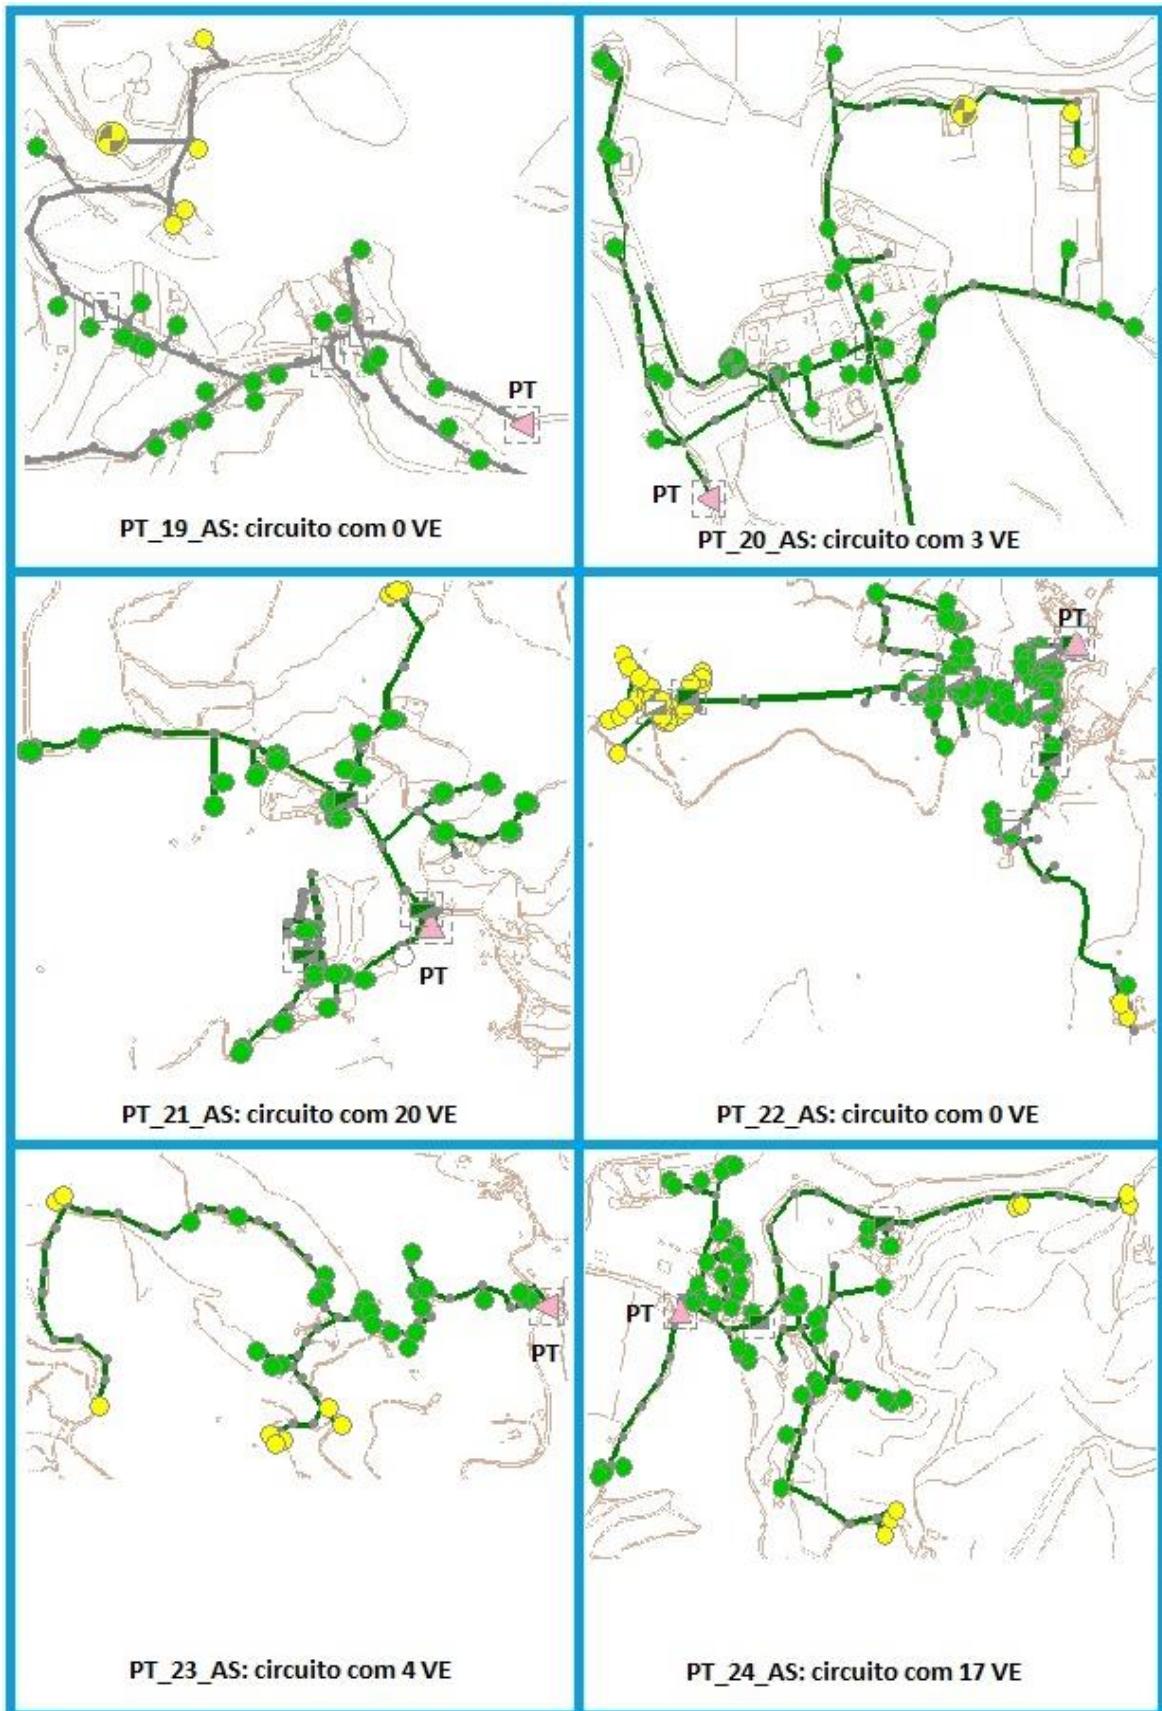 PT
PT_19_AS: circuito com 0 VE
PT
PT_20_AS: circuito com 3 VE
PT
PT_21_AS: circuito com 20 VE
PT
PT_22_AS: circuito com 0 VE
PT
PT_23_AS: circuito com 4 VE
PT
PT_24_AS: circuito com 17 VE